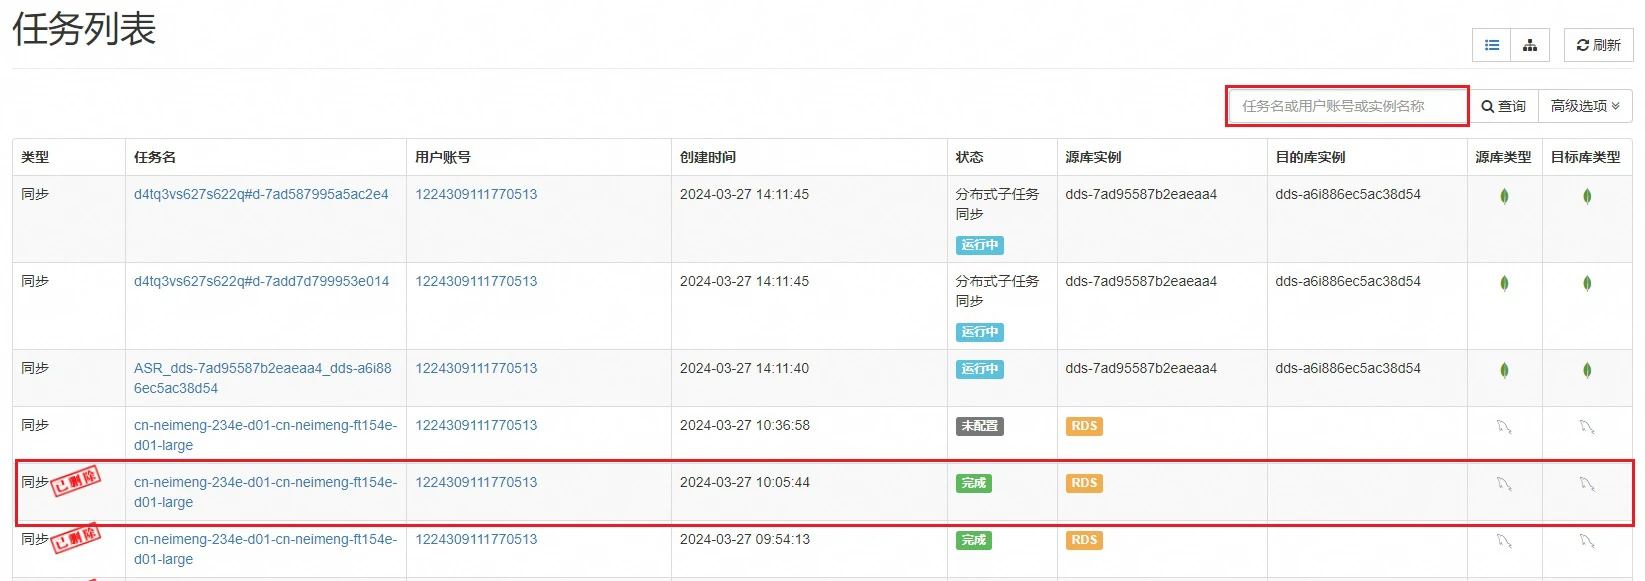 任务列表
刷新
任务名或用户账号或实例名称 查询 高级选项
类型 任务名 用户账号 创建时间 状态 源库实例 目的库实例 源库类型 目标库类型
同步 d4tq3vs627s622q#d-7ad587995a5ac2e4 1224309111770513 2024-03-27 14:11:45 分布式子任务 dds-7ad95587b2eaeaa4 dds-a6i886ec5ac38d54
同步
运行中
同步 d4tq3vs627s622q#d-7add7d799953e014 1224309111770513 2024-03-27 14:11:45 分布式子任务 dds-7ad95587b2eaeaa4 dds-a6i886ec5ac38d54
同步
运行中
同步 ASR_dds-7ad95587b2eaeaa4_dds-a6i88 1224309111770513 2024-03-27 14:11:40 运行中 dds-7ad95587b2eaeaa4 dds-a6i886ec5ac38d54
6ec5ac38d54
同步 cn-neimeng-234e-d01-cn-neimeng-ft154e- 1224309111770513 2024-03-27 10:36:58 未配置 RDS
d01-large
同步 已删除 cn-neimeng-234e-d01-cn-neimeng-ft154e- 1224309111770513 2024-03-27 10:05:44 完成 RDS
d01-large
同步 已删除 cn-neimeng-234e-d01-cn-neimeng-ft154e- 1224309111770513 2024-03-27 09:54:13 完成 RDS
d01-large